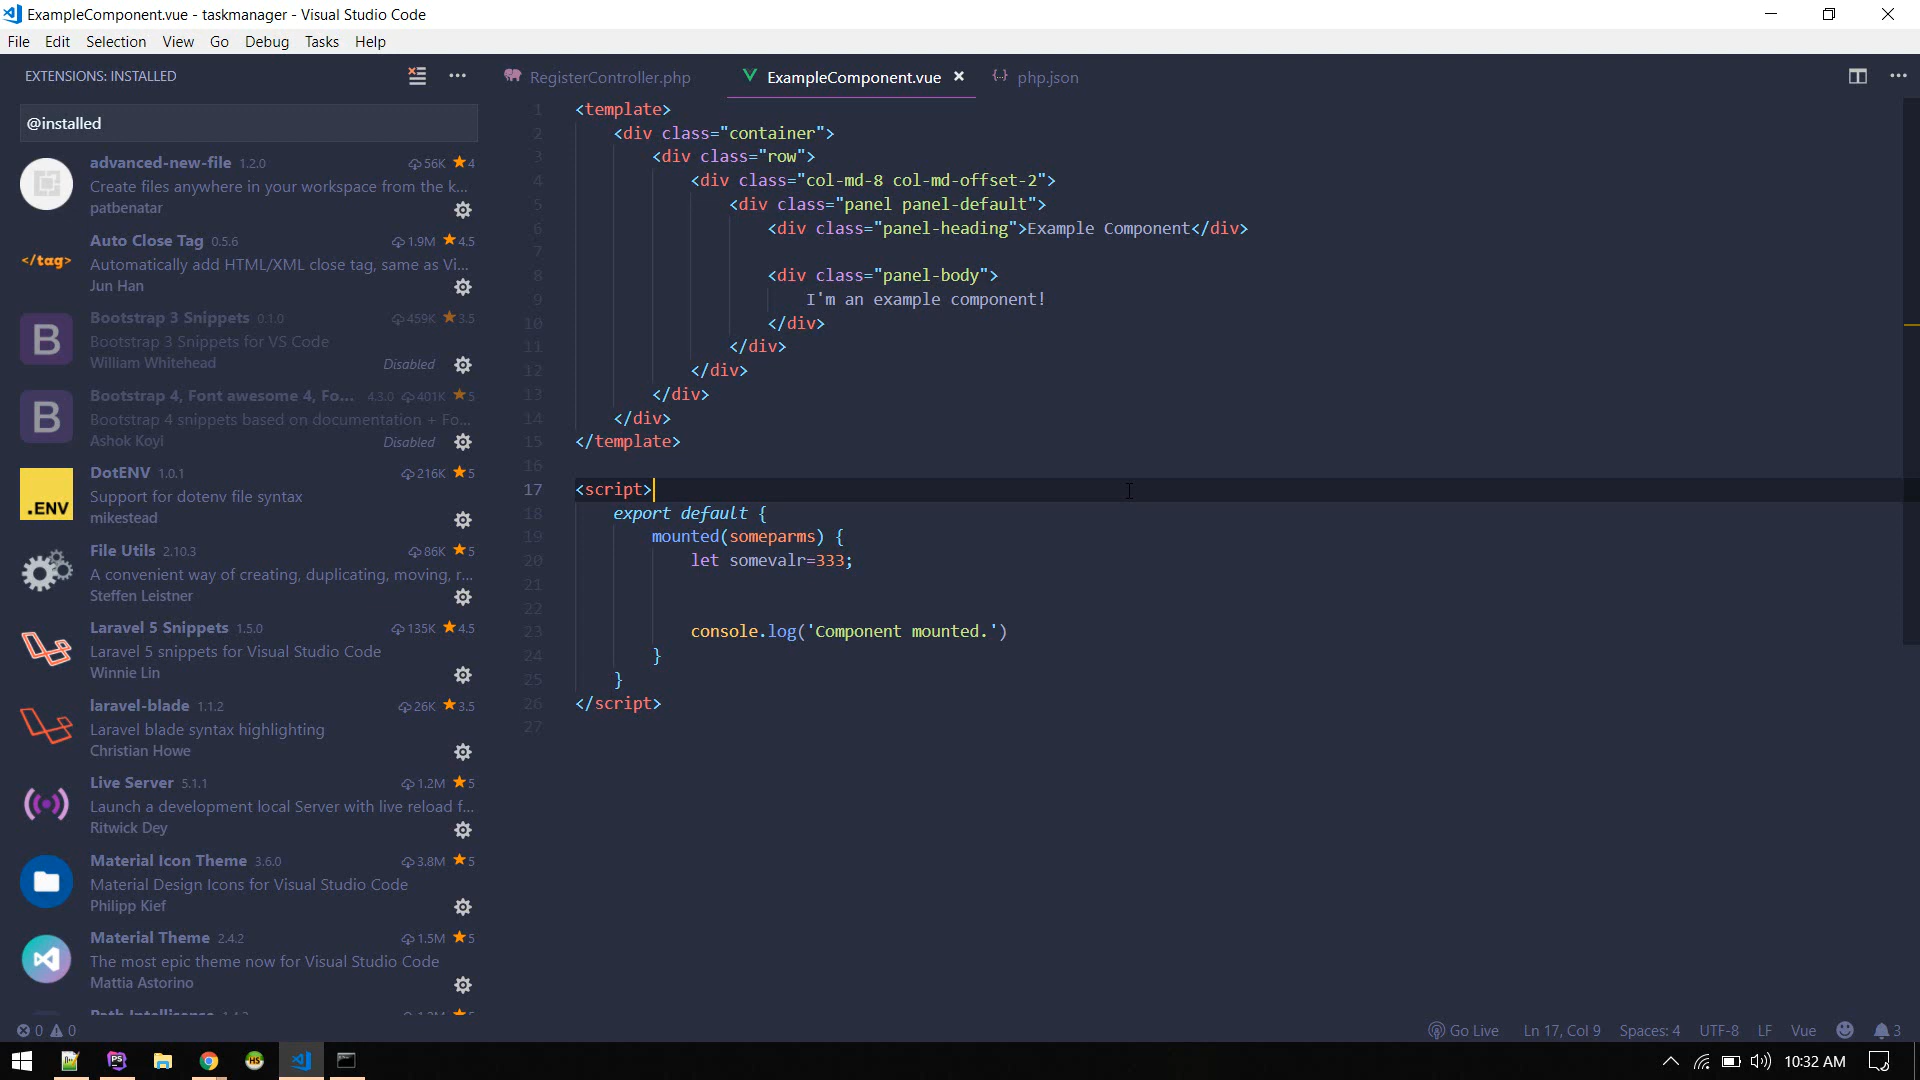 ExampleComponent.vue - taskmanager - Visual Studio Code
File Edit Selection View Go Debug Tasks Help
EXTENSIONS: INSTALLED
@installed
advanced-new-file 1.2.0 56K 4
Create files anywhere in your workspace from the k...
patbenatar
</tag>
Auto Close Tag 0.5.6 1.9M 4.5
Automatically add HTML/XML close tag, same as Vi...
Jun Han
B
Bootstrap 3 Snippets 0.1.0 459K 3.5
Bootstrap 3 Snippets for VS Code
William Whitehead Disabled
B
Bootstrap 4, Font awesome 4, Fo... 4.3.0 401K 5
Bootstrap 4 snippets based on documentation + Fo...
Ashok Koyi Disabled
.ENV
DotENV 1.0.1 216K 5
Support for dotenv file syntax
mikestead
File Utils 2.10.3 86K 5
A convenient way of creating, duplicating, moving, r...
Steffen Leistner
Laravel 5 Snippets 1.5.0 135K 4.5
Laravel 5 snippets for Visual Studio Code
Winnie Lin
laravel-blade 1.1.2 26K 3.5
Laravel blade syntax highlighting
Christian Howe
Live Server 5.1.1 1.2M 5
Launch a development local Server with live reload f...
Ritwick Dey
Material Icon Theme 3.6.0 3.8M 5
Material Design Icons for Visual Studio Code
Philipp Kief
Material Theme 2.4.2 1.5M 5
The most epic theme now for Visual Studio Code
Mattia Astorino
RegisterController.php ExampleComponent.vue php.json
1 <template>
2 <div class="container">
3 <div class="row">
4 <div class="col-md-8 col-md-offset-2">
5 <div class="panel panel-default">
6 <div class="panel-heading">Example Component</div>
7
8 <div class="panel-body">
9 I'm an example component!
10 </div>
11 </div>
12 </div>
13 </div>
14 </div>
15 </template>
16
17 <script>
18 export default {
19 mounted(someparms) {
20 let somevalr=333;
21
22
23 console.log('Component mounted.')
24 }
25 }
26 </script>
27
0 0 Go Live Ln 17, Col 9 Spaces: 4 UTF-8 LF Vue 3
PS HS 10:32 AM